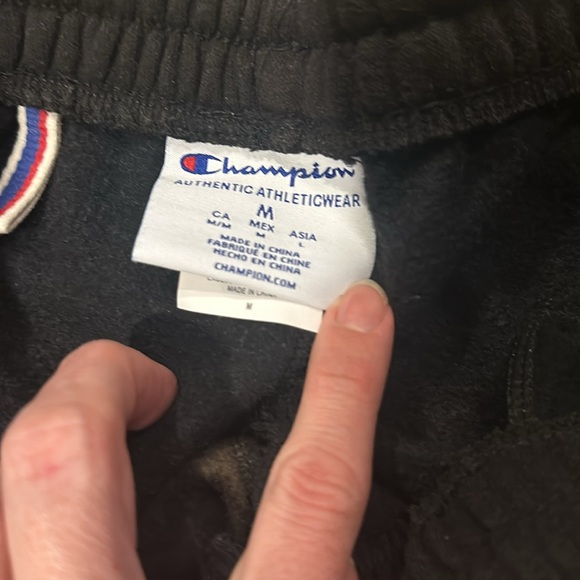 Champion
AUTHENTIC ATHLETICWEAR
M
CA MEX ASIA
M/M M L
MADE IN CHINA
FABRIQUÉ EN CHINE
HECHO EN CHINA
CHAMPION.COM
MADE IN CHINA
M